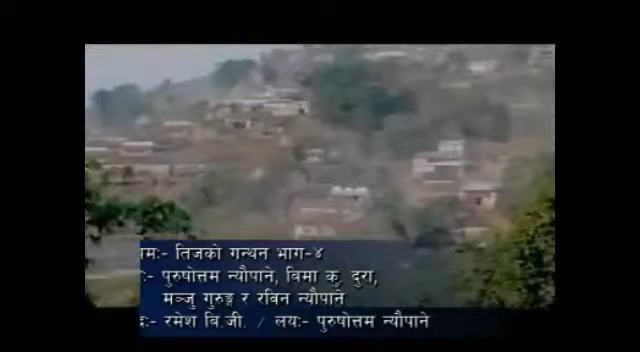 तिजको गन्थन भाग-४
:- पुरुषोत्तम न्यौपाने, बिमा कु. दुरा,
मञ्जु गुरुङ्ग र रबिन न्यौपाने
:- रमेश बि.जी. / लयः- पुरुषोत्तम न्यौपाने